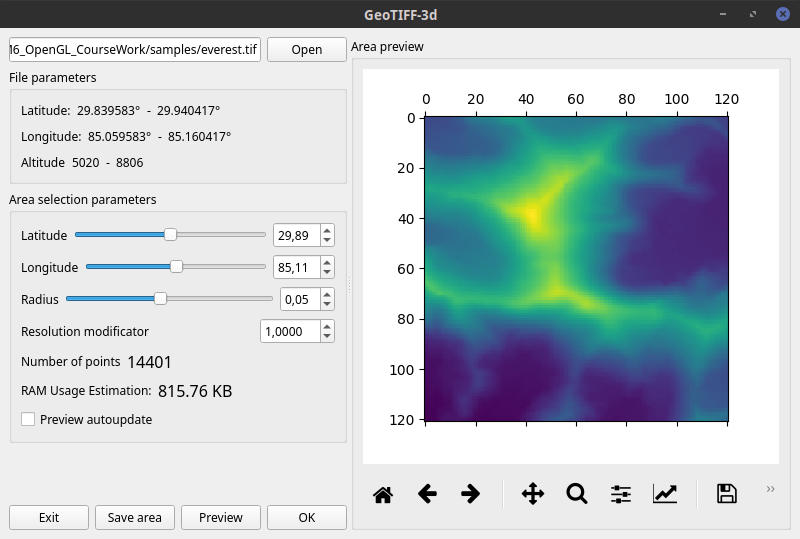 GeoTIFF-3d
16_OpenGL_CourseWork/samples/everest.tif
Open
File parameters
Latitude: 29.839583° - 29.940417°
Longitude: 85.059583° - 85.160417°
Altitude 5020 - 8806
Area selection parameters
Latitude 29,89
Longitude 85,11
Radius 0,05
Resolution modificator 1,0000
Number of points 14401
RAM Usage Estimation: 815.76 KB
Preview autoupdate
Exit
Save area
Preview
OK
Area preview
0 20 40 60 80 100 120
0
20
40
60
80
100
120